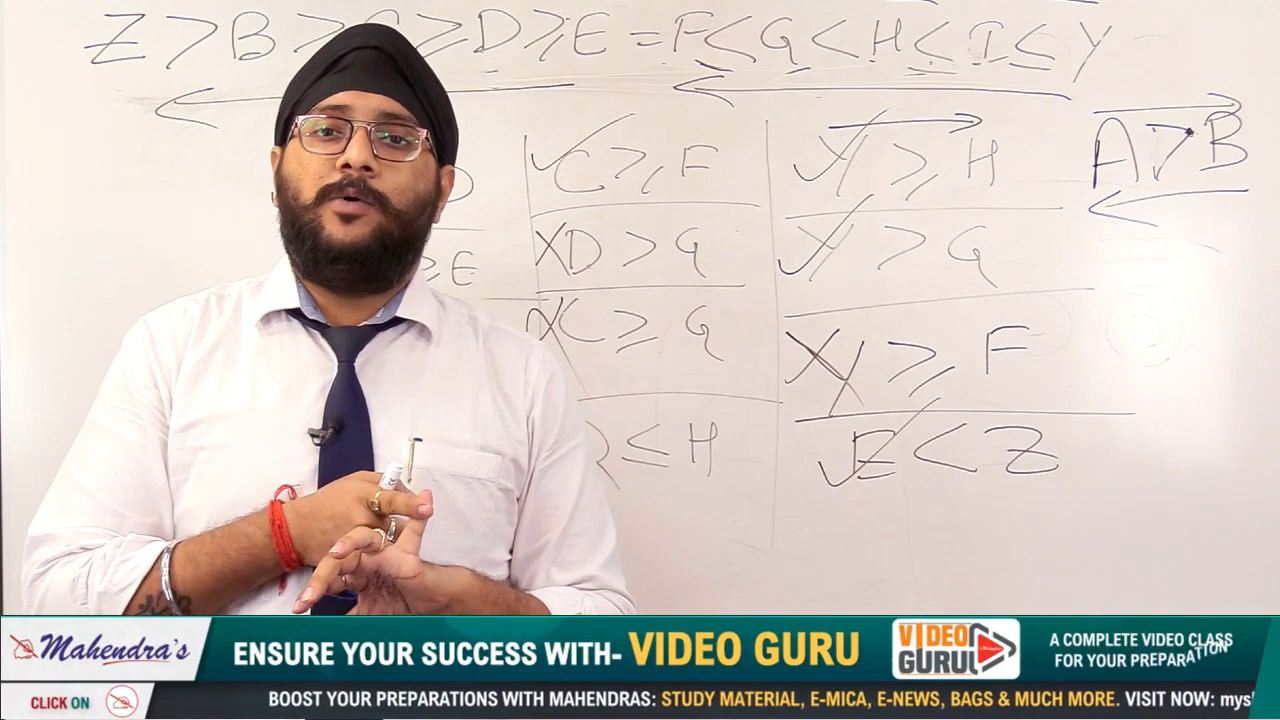 Z > B > C ≥ D ≥ E = F ≤ G < H ≤ I ≤ Y
A > B
✓ C ≥ F
✓ Y ≥ H
X D > G
✓ Y > G
≥ E
X C ≥ G
X Y ≥ F
≤ H
✓ E < Z
Mahendra's
ENSURE YOUR SUCCESS WITH- VIDEO GURU
VIDEO GURU
A COMPLETE VIDEO CLASS
FOR YOUR PREPARATION
CLICK ON
BOOST YOUR PREPARATIONS WITH MAHENDRAS: STUDY MATERIAL, E-MICA, E-NEWS, BAGS & MUCH MORE. VISIT NOW: mys